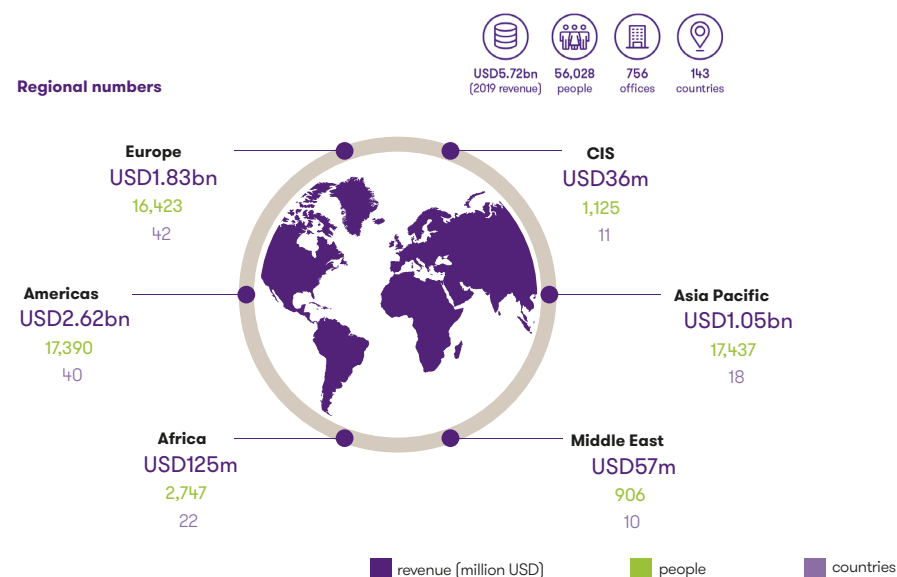 USD5.72bn
(2019 revenue)
56,028
people
756
offices
143
countries
Regional numbers
Europe
USD1.83bn
16,423
42
CIS
USD36m
1,125
11
Americas
USD2.62bn
17,390
40
Asia Pacific
USD1.05bn
17,437
18
Africa
USD125m
2,747
22
Middle East
USD57m
906
10
revenue (million USD)
people
countries